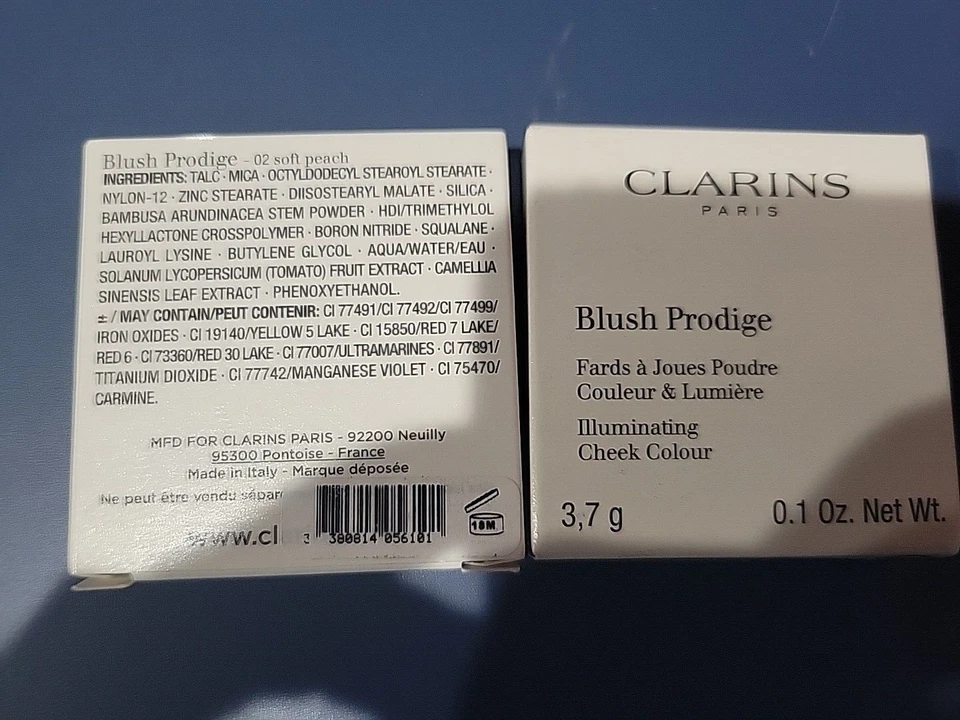 Blush Prodige - 02 soft peach
INGREDIENTS: TALC · MICA · OCTYLDODECYL STEAROYL STEARATE ·
NYLON-12 · ZINC STEARATE · DIISOSTEARYL MALATE · SILICA ·
BAMBUSA ARUNDINACEA STEM POWDER · HDI/TRIMETHYLOL
HEXYLLACTONE CROSSPOLYMER · BORON NITRIDE · SQUALANE ·
LAUROYL LYSINE · BUTYLENE GLYCOL · AQUA/WATER/EAU ·
SOLANUM LYCOPERSICUM (TOMATO) FRUIT EXTRACT · CAMELLIA
SINENSIS LEAF EXTRACT · PHENOXYETHANOL.
± / MAY CONTAIN/PEUT CONTENIR: CI 77491/CI 77492/CI 77499/
IRON OXIDES · CI 19140/YELLOW 5 LAKE · CI 15850/RED 7 LAKE/
RED 6 · CI 73360/RED 30 LAKE · CI 77007/ULTRAMARINES · CI 77891/
TITANIUM DIOXIDE · CI 77742/MANGANESE VIOLET · CI 75470/
CARMINE.
MFD FOR CLARINS PARIS - 92200 Neuilly
95300 Pontoise - France
Made in Italy - Marque déposée
Ne peut être vendu sépar
www.cl
3 380814 056101
18M
CLARINS
PARIS
Blush Prodige
Fards à Joues Poudre
Couleur & Lumière
Illuminating
Cheek Colour
3,7 g
0.1 Oz. Net Wt.